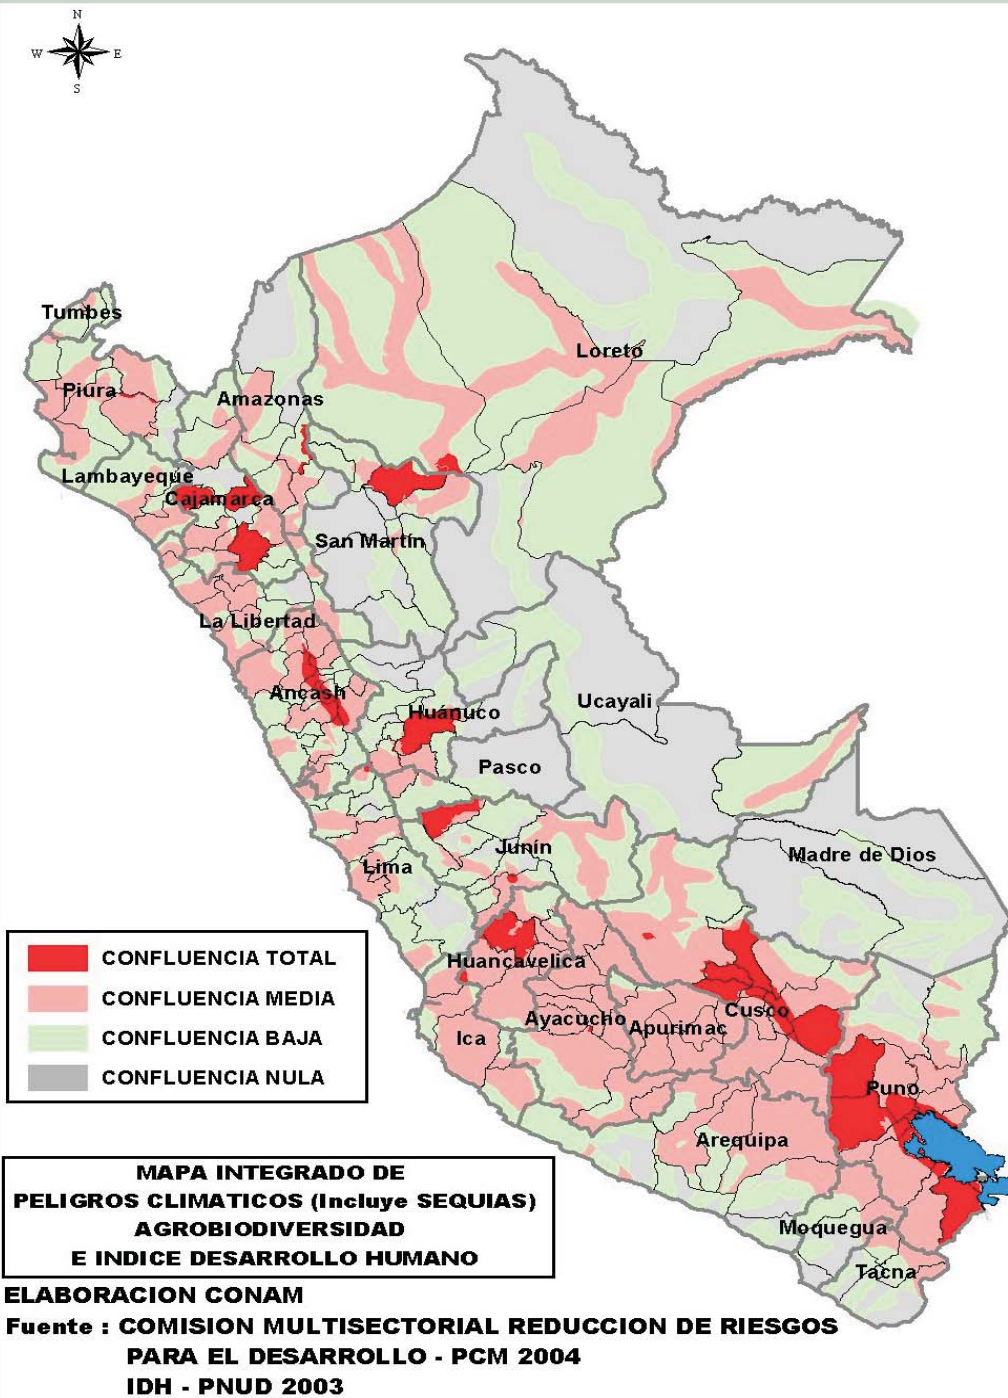 N
W E
S
Tumbes
Loreto
Piura
Amazonas
Lambayeque
Cajamarca
San Martín
La Libertad
Ancash
Ucayali
Huánuco
Pasco
Junín
Madre de Dios
Lima
CONFLUENCIA TOTAL
CONFLUENCIA MEDIA
CONFLUENCIA BAJA
CONFLUENCIA NULA
Huancavelica
Cusco
Ayacucho
Apurimac
Ica
Puno
Arequipa
Moquegua
Tacna
MAPA INTEGRADO DE
PELIGROS CLIMATICOS (Incluye SEQUIAS)
AGROBIODIVERSIDAD
E INDICE DESARROLLO HUMANO
ELABORACION CONAM
Fuente : COMISION MULTISECTORIAL REDUCCION DE RIESGOS
PARA EL DESARROLLO - PCM 2004
IDH - PNUD 2003